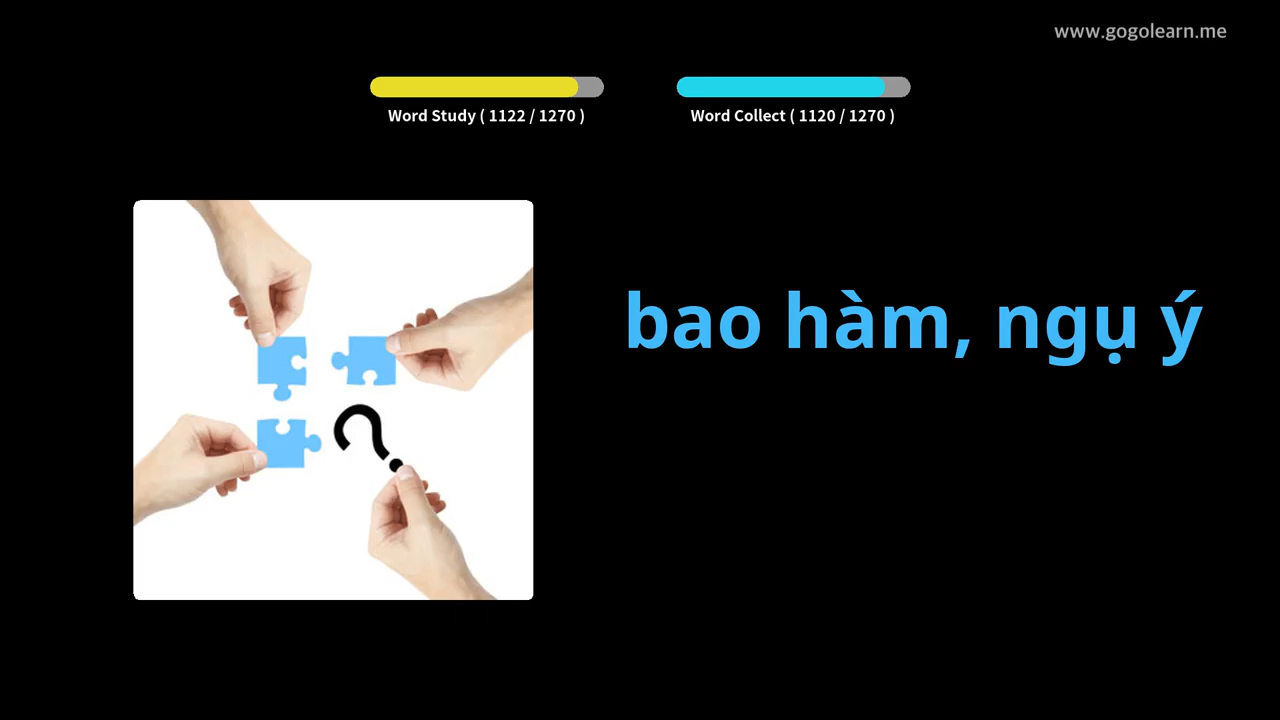 www.gogolearn.me
Word Study ( 1122 / 1270 )
Word Collect ( 1120 / 1270 )
bao hàm, ngụ ý
?